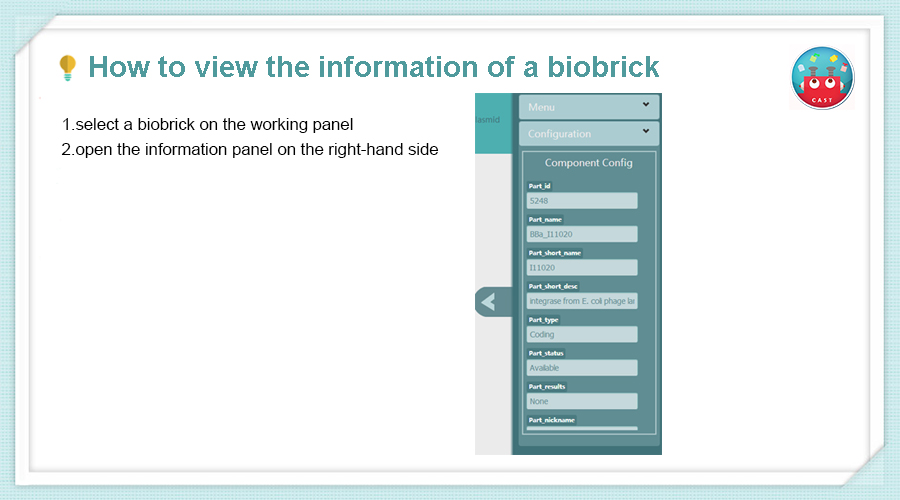 How to view the information of a biobrick
CAST
1.select a biobrick on the working panel
2.open the information panel on the right-hand side
lasmid
Menu
Configuration
Component Config
Part_id
5248
Part_name
BBa_I11020
Part_short_name
I11020
Part_short_desc
integrase from E. coli phage lar
Part_type
Coding
Part_status
Available
Part_results
None
Part_nickname